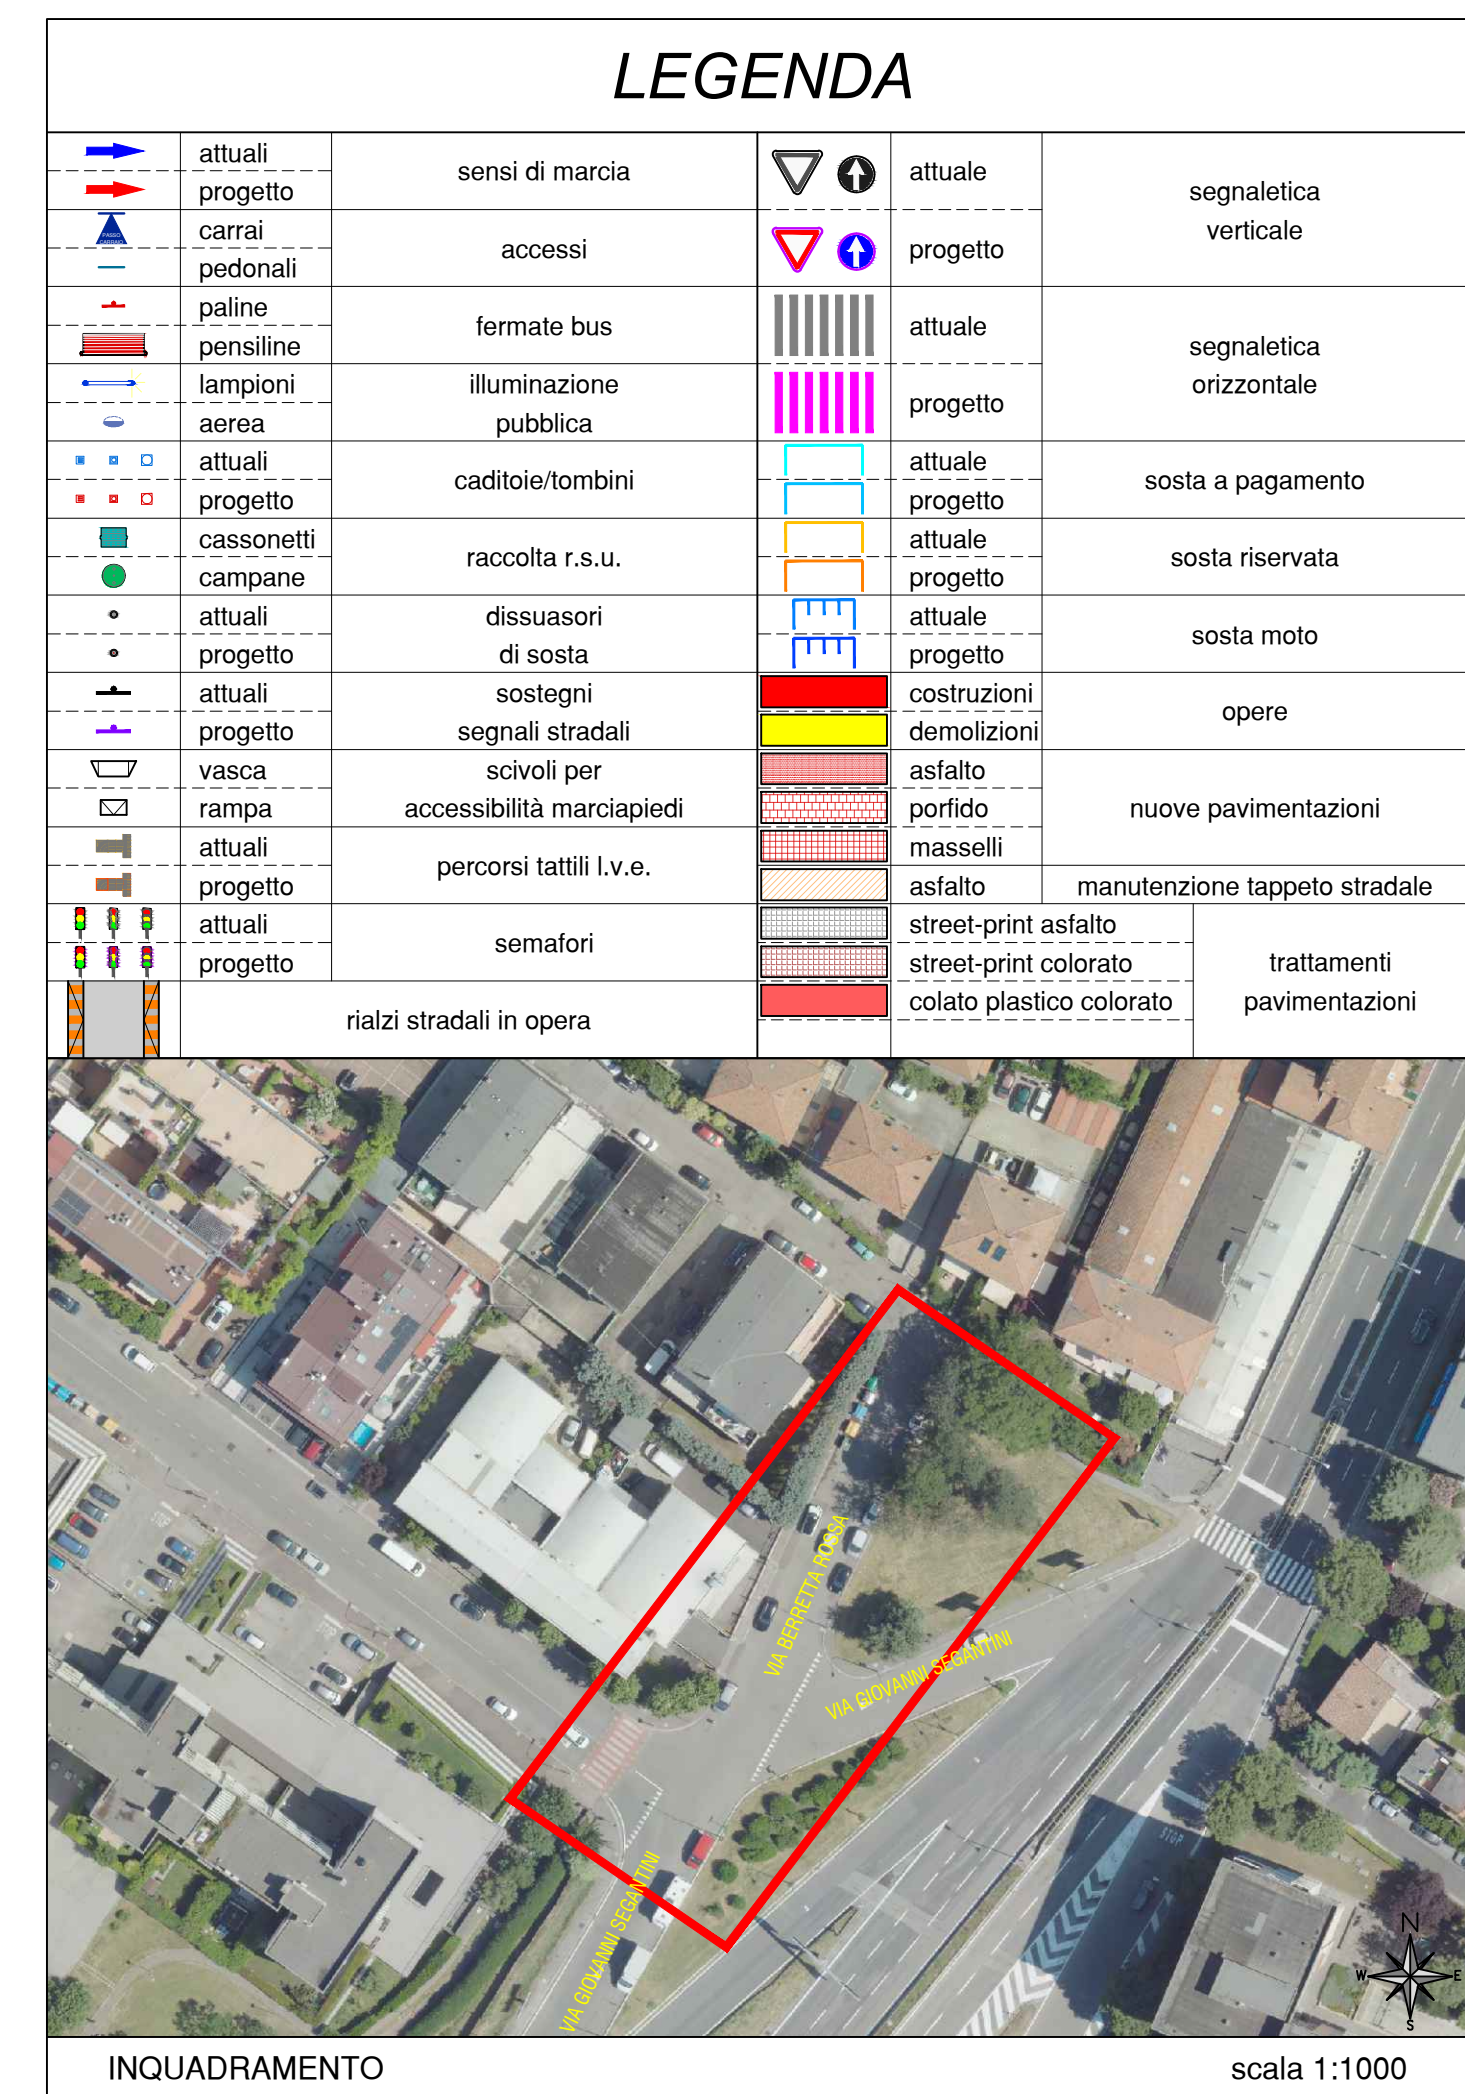 LEGENDA
attuali
progetto
sensi di marcia
carrai
pedonali
accessi
PASSO
CARRAIO
paline
pensiline
fermate bus
lampioni
aerea
illuminazione
pubblica
attuali
progetto
caditoie/tombini
cassonetti
campane
raccolta r.s.u.
attuali
progetto
dissuasori
di sosta
attuali
progetto
sostegni
segnali stradali
vasca
rampa
scivoli per
accessibilità marciapiedi
attuali
progetto
percorsi tattili l.v.e.
attuali
progetto
semafori
rialzi stradali in opera
attuale
progetto
segnaletica
verticale
attuale
progetto
segnaletica
orizzontale
attuale
progetto
sosta a pagamento
attuale
progetto
sosta riservata
attuale
progetto
sosta moto
costruzioni
demolizioni
opere
asfalto
porfido
masselli
nuove pavimentazioni
asfalto
manutenzione tappeto stradale
street-print asfalto
street-print colorato
colato plastico colorato
trattamenti
pavimentazioni
VIA BERRETTA ROSSA
VIA GIOVANNI SEGANTINI
VIA GIOVANNI SEGANTINI
STOP
N
W
E
S
INQUADRAMENTO
scala 1:1000